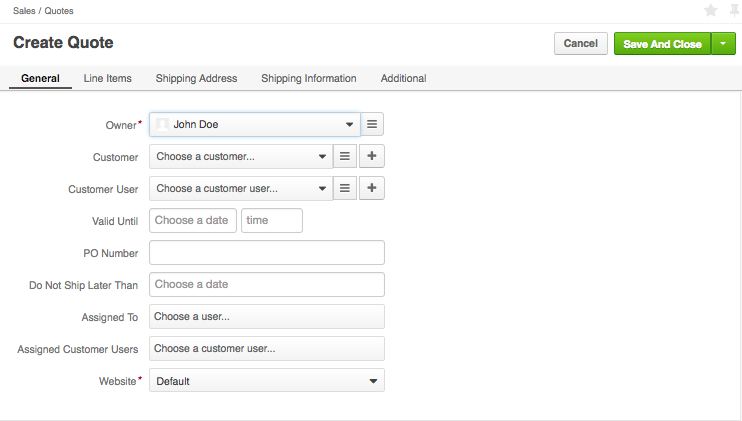 Sales / Quotes
Create Quote
Cancel
Save And Close
General Line Items Shipping Address Shipping Information Additional
Owner* John Doe
Customer Choose a customer...
Customer User Choose a customer user...
Valid Until Choose a date time
PO Number
Do Not Ship Later Than Choose a date
Assigned To Choose a user...
Assigned Customer Users Choose a customer user...
Website* Default